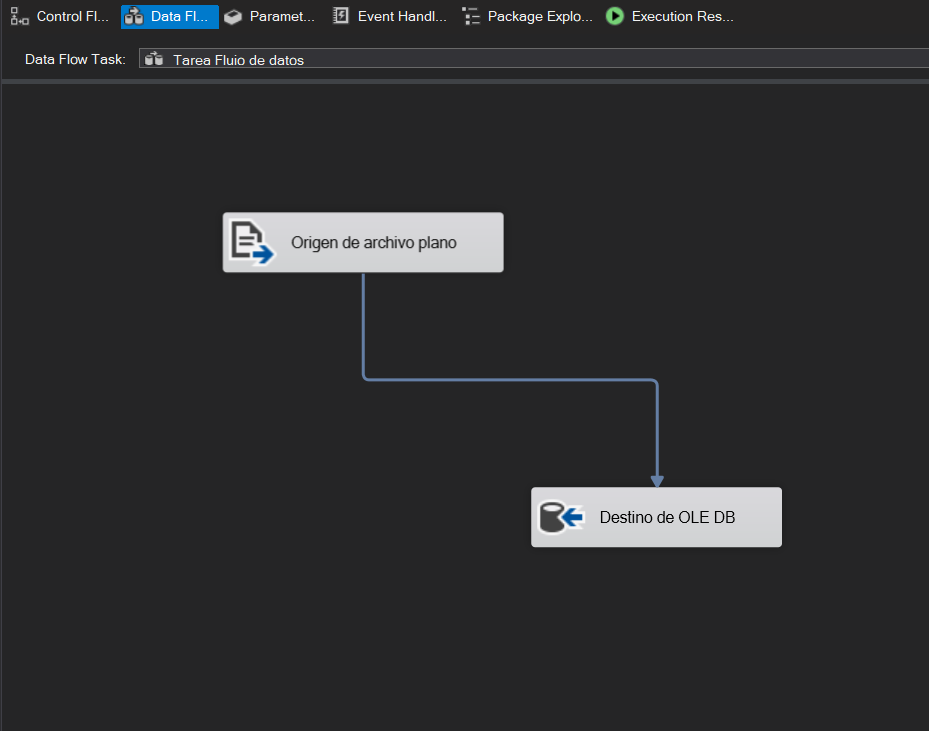 Control Fl... Data Fl... Paramet... Event Handl... Package Explo... Execution Res...
Data Flow Task: Tarea Flujo de datos
Origen de archivo plano
Destino de OLE DB